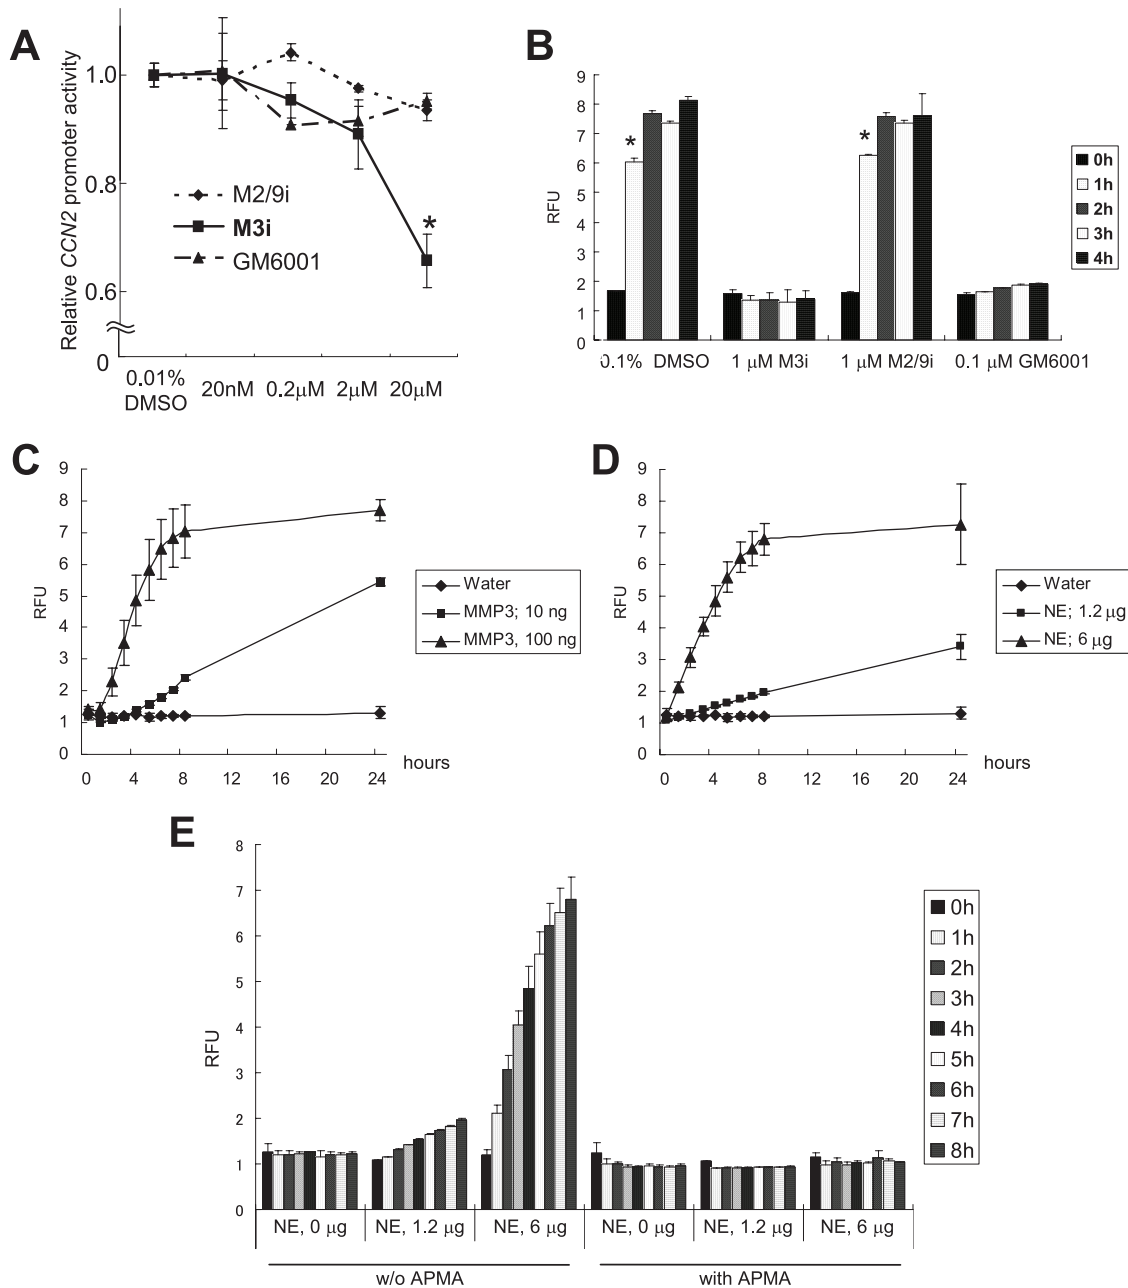 A
Relative CCN2 promoter activity
1.0
0.8
0.6
0
M2/9i
M3i
GM6001
*
0.01%
DMSO
20nM
0.2μM
2μM
20μM
B
RFU
9
8
7
6
5
4
3
2
1
0
*
*
0.1% DMSO
1 μM M3i
1 μM M2/9i
0.1 μM GM6001
0h
1h
2h
3h
4h
C
RFU
9
8
7
6
5
4
3
2
1
0
0 4 8 12 16 20 24
hours
Water
MMP3; 10 ng
MMP3, 100 ng
D
RFU
9
8
7
6
5
4
3
2
1
0
0 4 8 12 16 20 24
hours
Water
NE; 1.2 μg
NE; 6 μg
E
RFU
8
7
6
5
4
3
2
1
0
NE, 0 μg
NE, 1.2 μg
NE, 6 μg
NE, 0 μg
NE, 1.2 μg
NE, 6 μg
w/o APMA
with APMA
0h
1h
2h
3h
4h
5h
6h
7h
8h